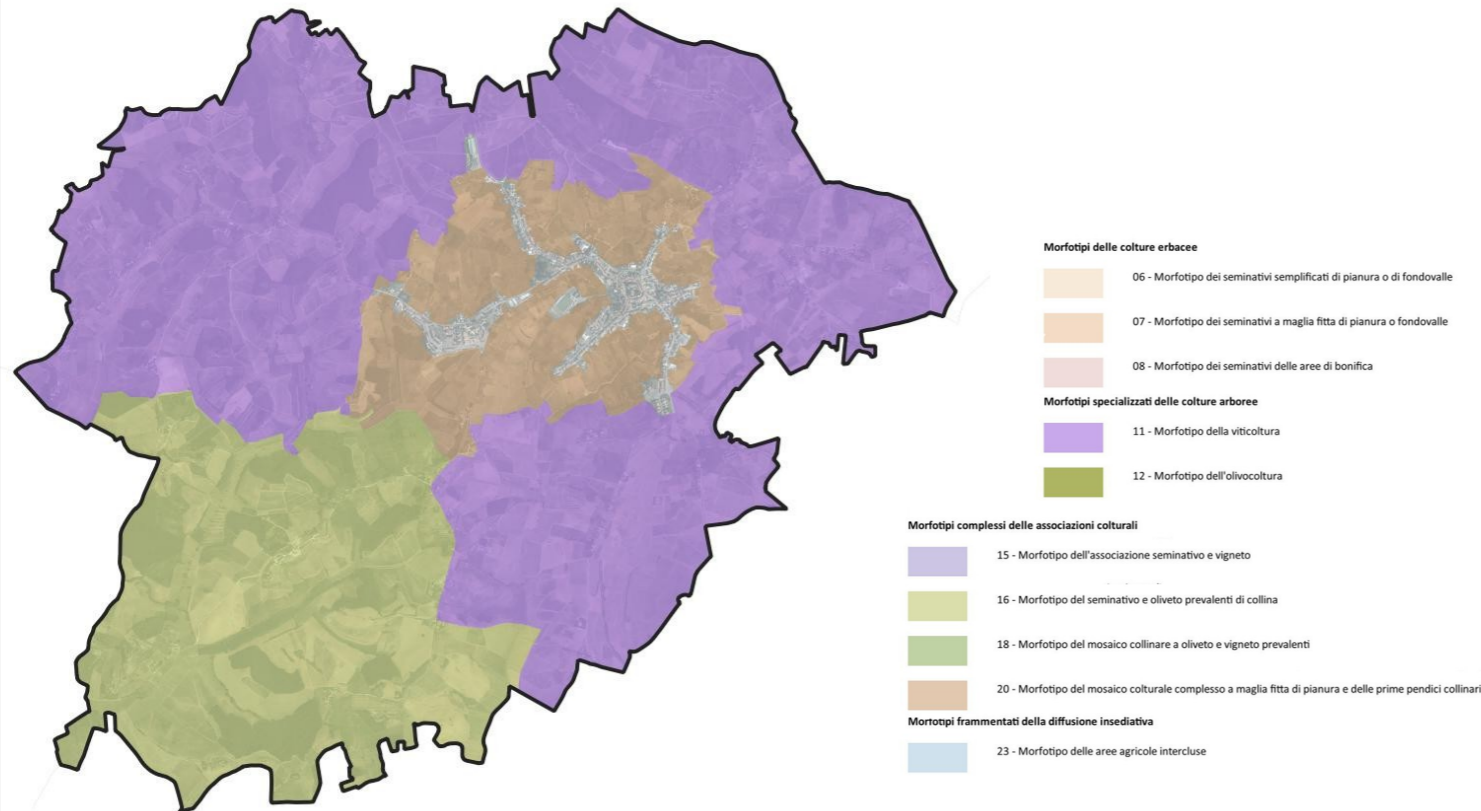 Morfotipi delle colture erbacee
06 - Morfotipo dei seminativi semplificati di pianura o di fondovalle
07 - Morfotipo dei seminativi a maglia fitta di pianura o fondovalle
08 - Morfotipo dei seminativi delle aree di bonifica
Morfotipi specializzati delle colture arboree
11 - Morfotipo della viticoltura
12 - Morfotipo dell'olivocoltura
Morfotipi complessi delle associazioni colturali
15 - Morfotipo dell'associazione seminativo e vigneto
16 - Morfotipo del seminativo e oliveto prevalenti di collina
18 - Morfotipo del mosaico collinare a oliveto e vigneto prevalenti
20 - Morfotipo del mosaico colturale complesso a maglia fitta di pianura e delle prime pendici collinari
Morfotipi frammentati della diffusione insediativa
23 - Morfotipo delle aree agricole intercluse